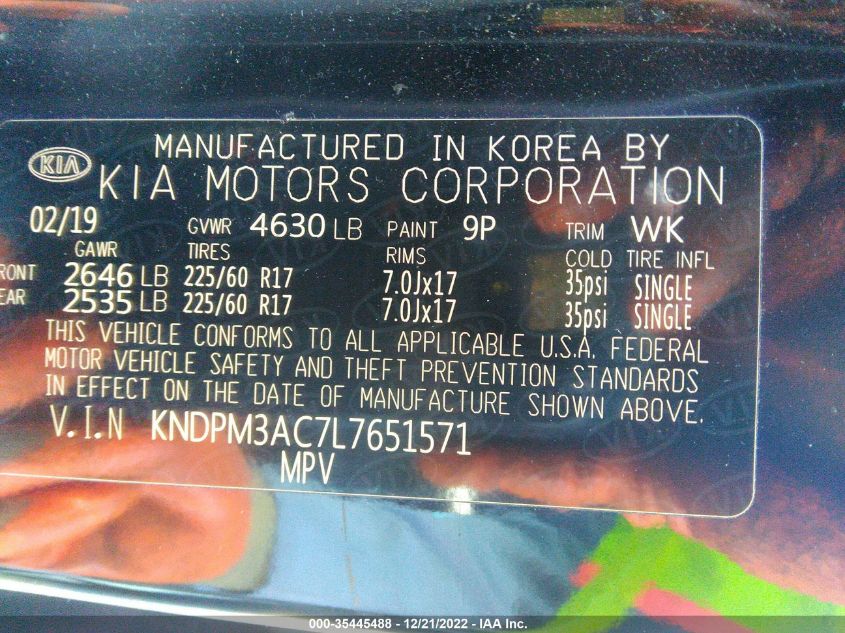 MANUFACTURED IN KOREA BY
KIA KIA MOTORS CORPORATION
02/19 GVWR 4630 LB PAINT 9P TRIM WK
GAWR TIRES RIMS COLD TIRE INFL
RONT 2646 LB 225/60 R17 7.0Jx17 35psi SINGLE
EAR 2535 LB 225/60 R17 7.0Jx17 35psi SINGLE
THIS VEHICLE CONFORMS TO ALL APPLICABLE U.S.A. FEDERAL
MOTOR VEHICLE SAFETY AND THEFT PREVENTION STANDARDS
IN EFFECT ON THE DATE OF MANUFACTURE SHOWN ABOVE.
V.I.N KNDPM3AC7L7651571
MPV
000-35445488 - 12/21/2022 - IAA Inc.